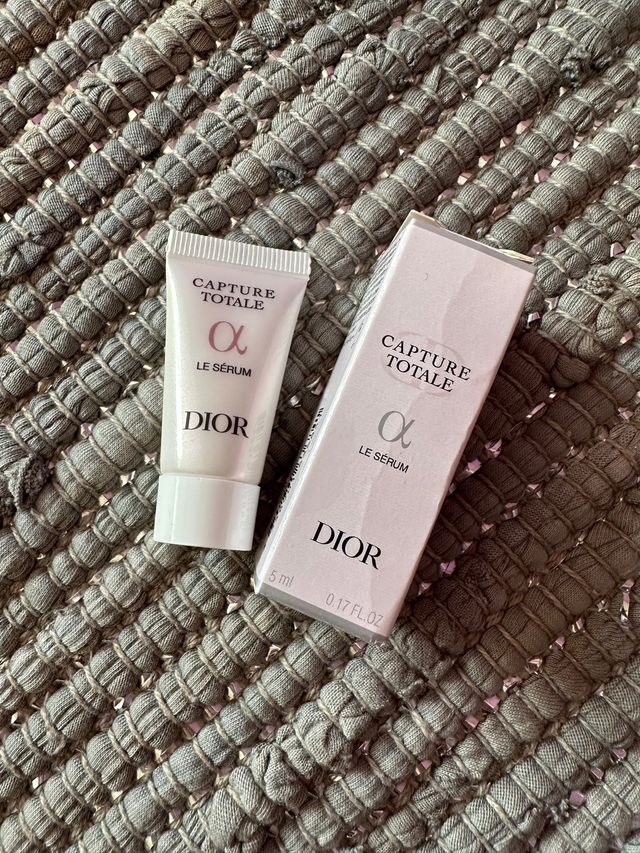 CAPTURE
TOTALE
α
LE SÉRUM
DIOR
CAPTURE
TOTALE
α
LE SÉRUM
DIOR
5 ml
0.17 FL.OZ